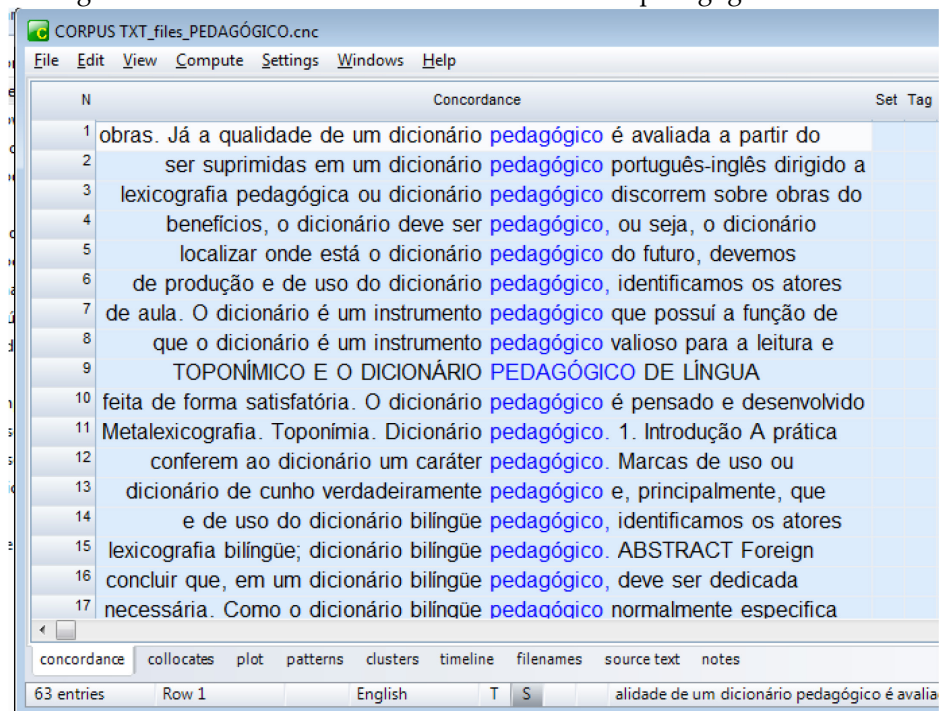 CORPUS TXT_files_PEDAGÓGICO.cnc
File Edit View Compute Settings Windows Help
N Concordance Set Tag
1 obras. Já a qualidade de um dicionário pedagógico é avaliada a partir do
2 ser suprimidas em um dicionário pedagógico português-inglês dirigido a
3 lexicografia pedagógica ou dicionário pedagógico discorrem sobre obras do
4 benefícios, o dicionário deve ser pedagógico, ou seja, o dicionário
5 localizar onde está o dicionário pedagógico do futuro, devemos
6 de produção e de uso do dicionário pedagógico, identificamos os atores
7 de aula. O dicionário é um instrumento pedagógico que possuí a função de
8 que o dicionário é um instrumento pedagógico valioso para a leitura e
9 TOPONÍMICO E O DICIONÁRIO PEDAGÓGICO DE LÍNGUA
10 feita de forma satisfatória. O dicionário pedagógico é pensado e desenvolvido
11 Metalexicografia. Toponímia. Dicionário pedagógico. 1. Introdução A prática
12 conferem ao dicionário um caráter pedagógico. Marcas de uso ou
13 dicionário de cunho verdadeiramente pedagógico e, principalmente, que
14 e de uso do dicionário bilíngüe pedagógico, identificamos os atores
15 lexicografia bilíngüe; dicionário bilíngüe pedagógico. ABSTRACT Foreign
16 concluir que, em um dicionário bilíngüe pedagógico, deve ser dedicada
17 necessária. Como o dicionário bilíngüe pedagógico normalmente especifica
concordance collocates plot patterns clusters timeline filenames source text notes
63 entries Row 1 English T S alidade de um dicionário pedagógico é avalia